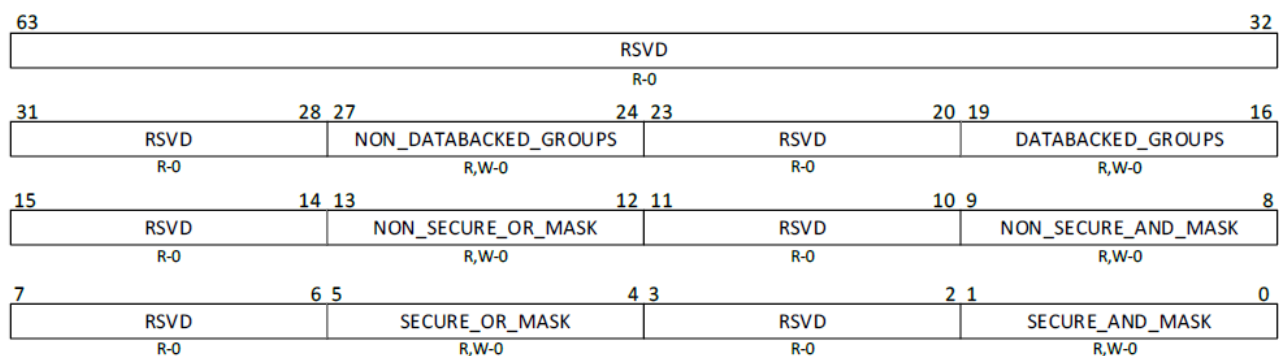 63 32
RSVD
R-0
31 28 27 24 23 20 19 16
RSVD NON_DATABACKED_GROUPS RSVD DATABACKED_GROUPS
R-0 R,W-0 R-0 R,W-0
15 14 13 12 11 10 9 8
RSVD NON_SECURE_OR_MASK RSVD NON_SECURE_AND_MASK
R-0 R,W-0 R-0 R,W-0
7 6 5 4 3 2 1 0
RSVD SECURE_OR_MASK RSVD SECURE_AND_MASK
R-0 R,W-0 R-0 R,W-0